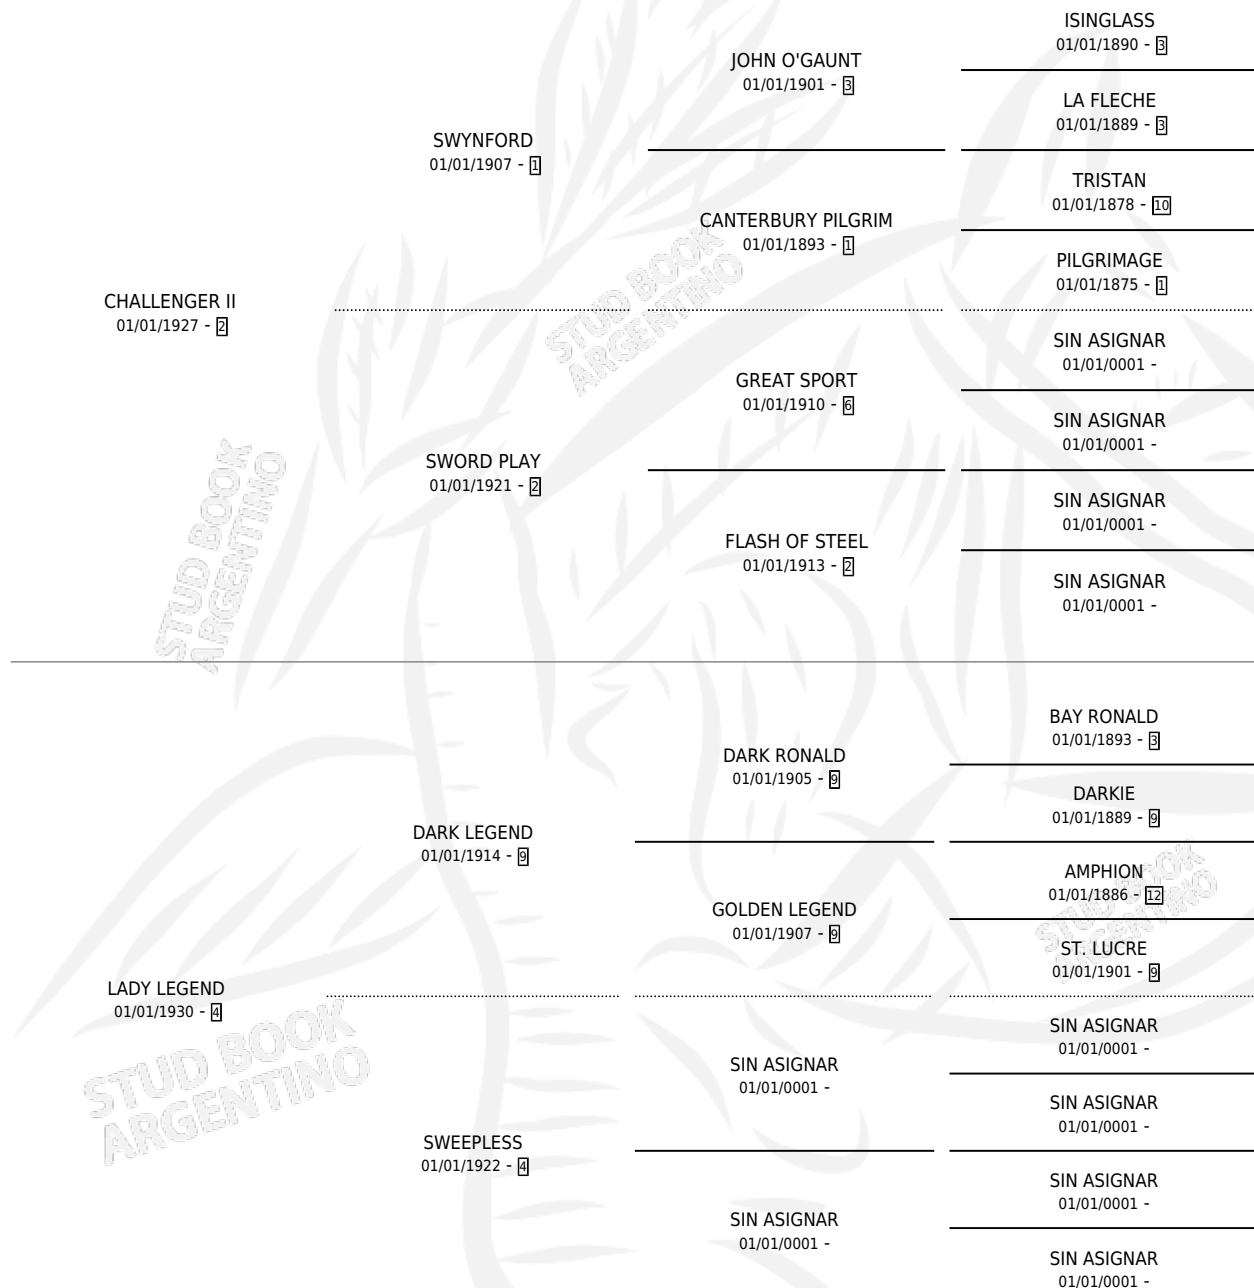 ISINGLASS
01/01/1890 - 3
JOHN O'GAUNT
01/01/1901 - 3
LA FLECHE
01/01/1889 - 3
SWYNFORD
01/01/1907 - 1
TRISTAN
01/01/1878 - 10
CANTERBURY PILGRIM
01/01/1893 - 1
PILGRIMAGE
01/01/1875 - 1
CHALLENGER II
01/01/1927 - 2
STUD BOOK
ARGENTINO
SIN ASIGNAR
01/01/0001 -
GREAT SPORT
01/01/1910 - 6
SIN ASIGNAR
01/01/0001 -
SWORD PLAY
01/01/1921 - 2
STUD BOOK
ARGENTINO
SIN ASIGNAR
01/01/0001 -
FLASH OF STEEL
01/01/1913 - 2
SIN ASIGNAR
01/01/0001 -
BAY RONALD
01/01/1893 - 3
DARK RONALD
01/01/1905 - 9
DARKIE
01/01/1889 - 9
DARK LEGEND
01/01/1914 - 9
AMPHION
01/01/1886 - 12
STUD BOOK
ARGENTINO
GOLDEN LEGEND
01/01/1907 - 9
ST. LUCRE
01/01/1901 - 9
LADY LEGEND
01/01/1930 - 4
STUD BOOK
ARGENTINO
SIN ASIGNAR
01/01/0001 -
SIN ASIGNAR
01/01/0001 -
SIN ASIGNAR
01/01/0001 -
SWEEPLESS
01/01/1922 - 4
SIN ASIGNAR
01/01/0001 -
SIN ASIGNAR
01/01/0001 -
SIN ASIGNAR
01/01/0001 -